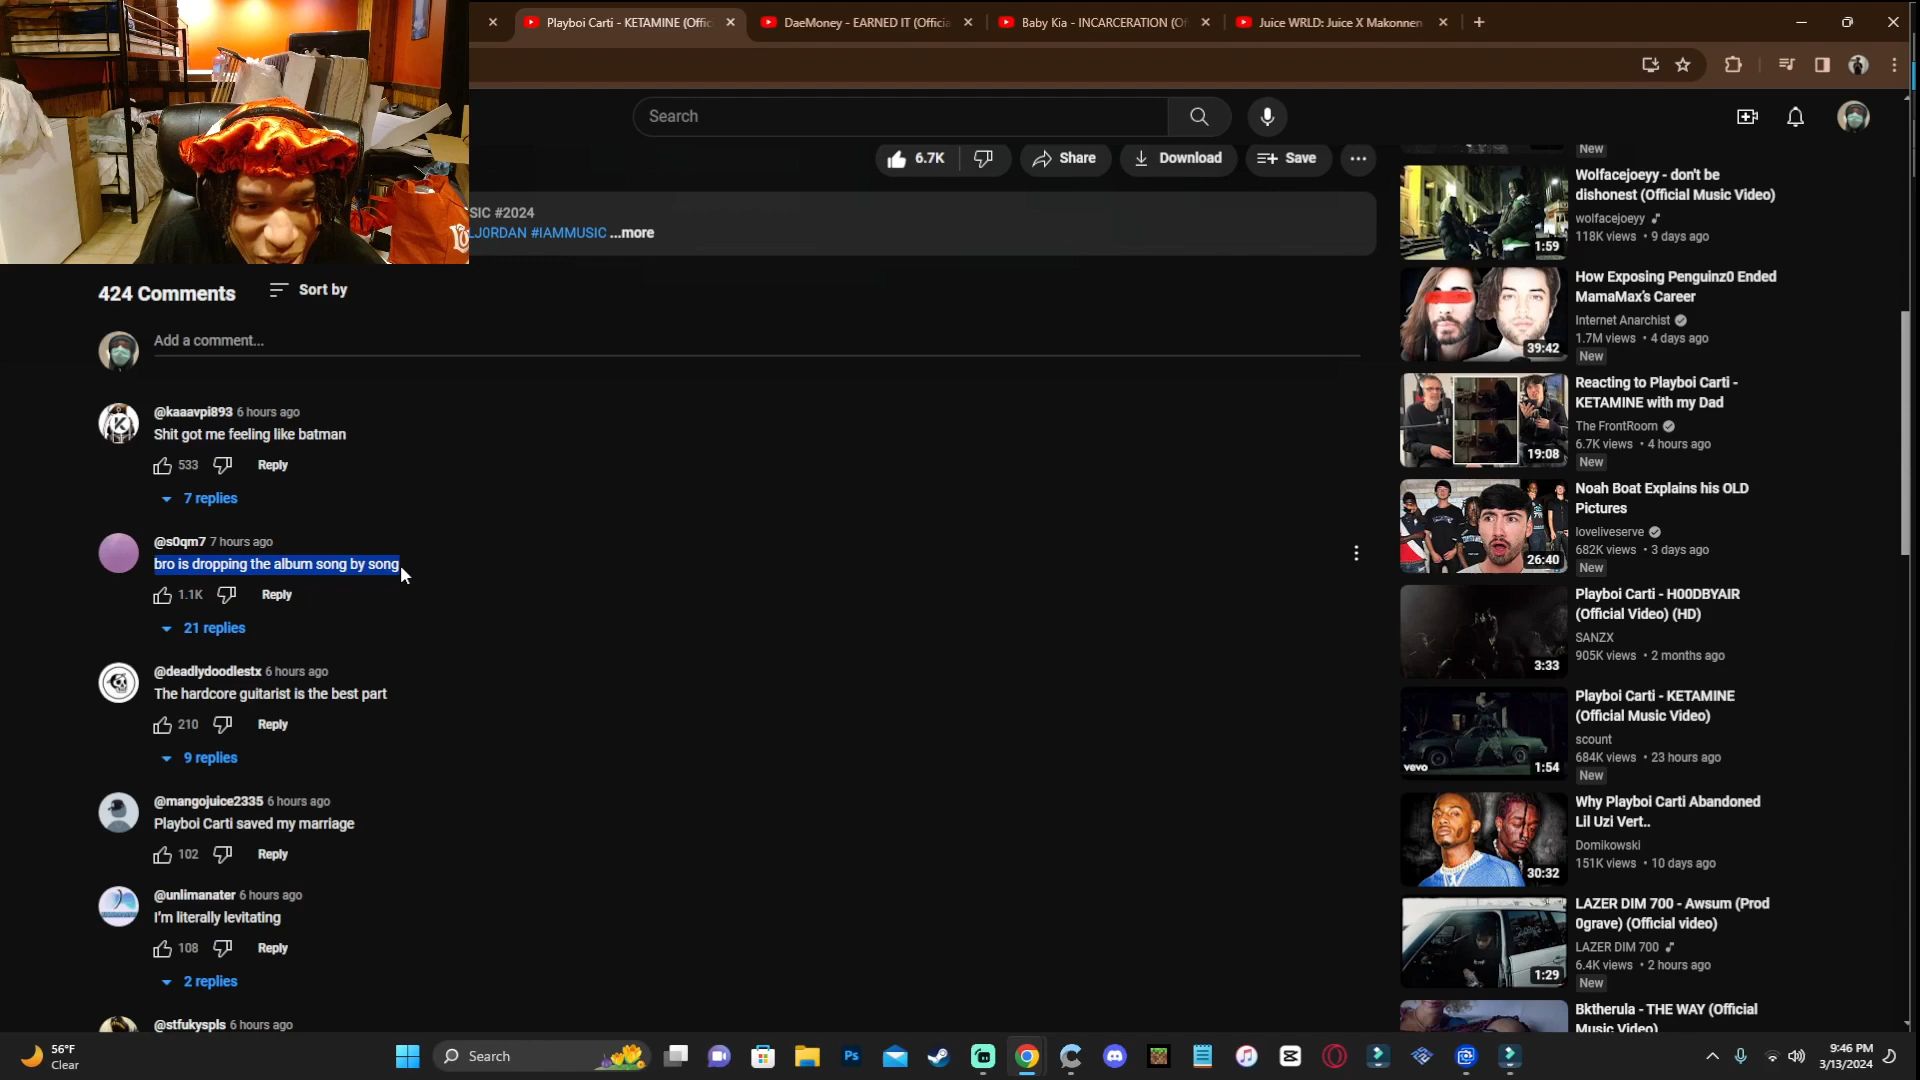 Playboi Carti - KETAMINE (Offic
DaeMoney - EARNED IT (Officia
Baby Kia - INCARCERATION (O
Juice WRLD: Juice X Makonnen
Search
6.7K
Share
Download
Save
SIC #2024
LJ0RDAN #IAMMUSIC ...more
424 Comments
Sort by
Add a comment...
@kaaavpi893 6 hours ago
Shit got me feeling like batman
533
Reply
7 replies
@s0qm7 7 hours ago
bro is dropping the album song by song
1.1K
Reply
21 replies
@deadlydoodlestx 6 hours ago
The hardcore guitarist is the best part
210
Reply
9 replies
@mangojuice2335 6 hours ago
Playboi Carti saved my marriage
102
Reply
@unlimanater 6 hours ago
I'm literally levitating
108
Reply
2 replies
@stfukyspls 6 hours ago
New
Wolfacejoeyy - don't be
dishonest (Official Music Video)
wolfacejoeyy
118K views • 9 days ago
1:59
How Exposing Penguinz0 Ended
MamaMax's Career
Internet Anarchist
1.7M views • 4 days ago
New
39:42
Reacting to Playboi Carti -
KETAMINE with my Dad
The FrontRoom
6.7K views • 4 hours ago
New
19:08
Noah Boat Explains his OLD
Pictures
loveliveserve
682K views • 3 days ago
New
26:40
Playboi Carti - H00DBYAIR
(Official Video) (HD)
SANZX
905K views • 2 months ago
3:33
Playboi Carti - KETAMINE
(Official Music Video)
scount
684K views • 23 hours ago
New
vevo
1:54
Why Playboi Carti Abandoned
Lil Uzi Vert..
Domikowski
151K views • 10 days ago
30:32
LAZER DIM 700 - Awsum (Prod
0grave) (Official video)
LAZER DIM 700
6.4K views • 2 hours ago
New
1:29
Bktherula - THE WAY (Official
Music Video)
56°F
Clear
Search
Ps
9:46 PM
3/13/2024